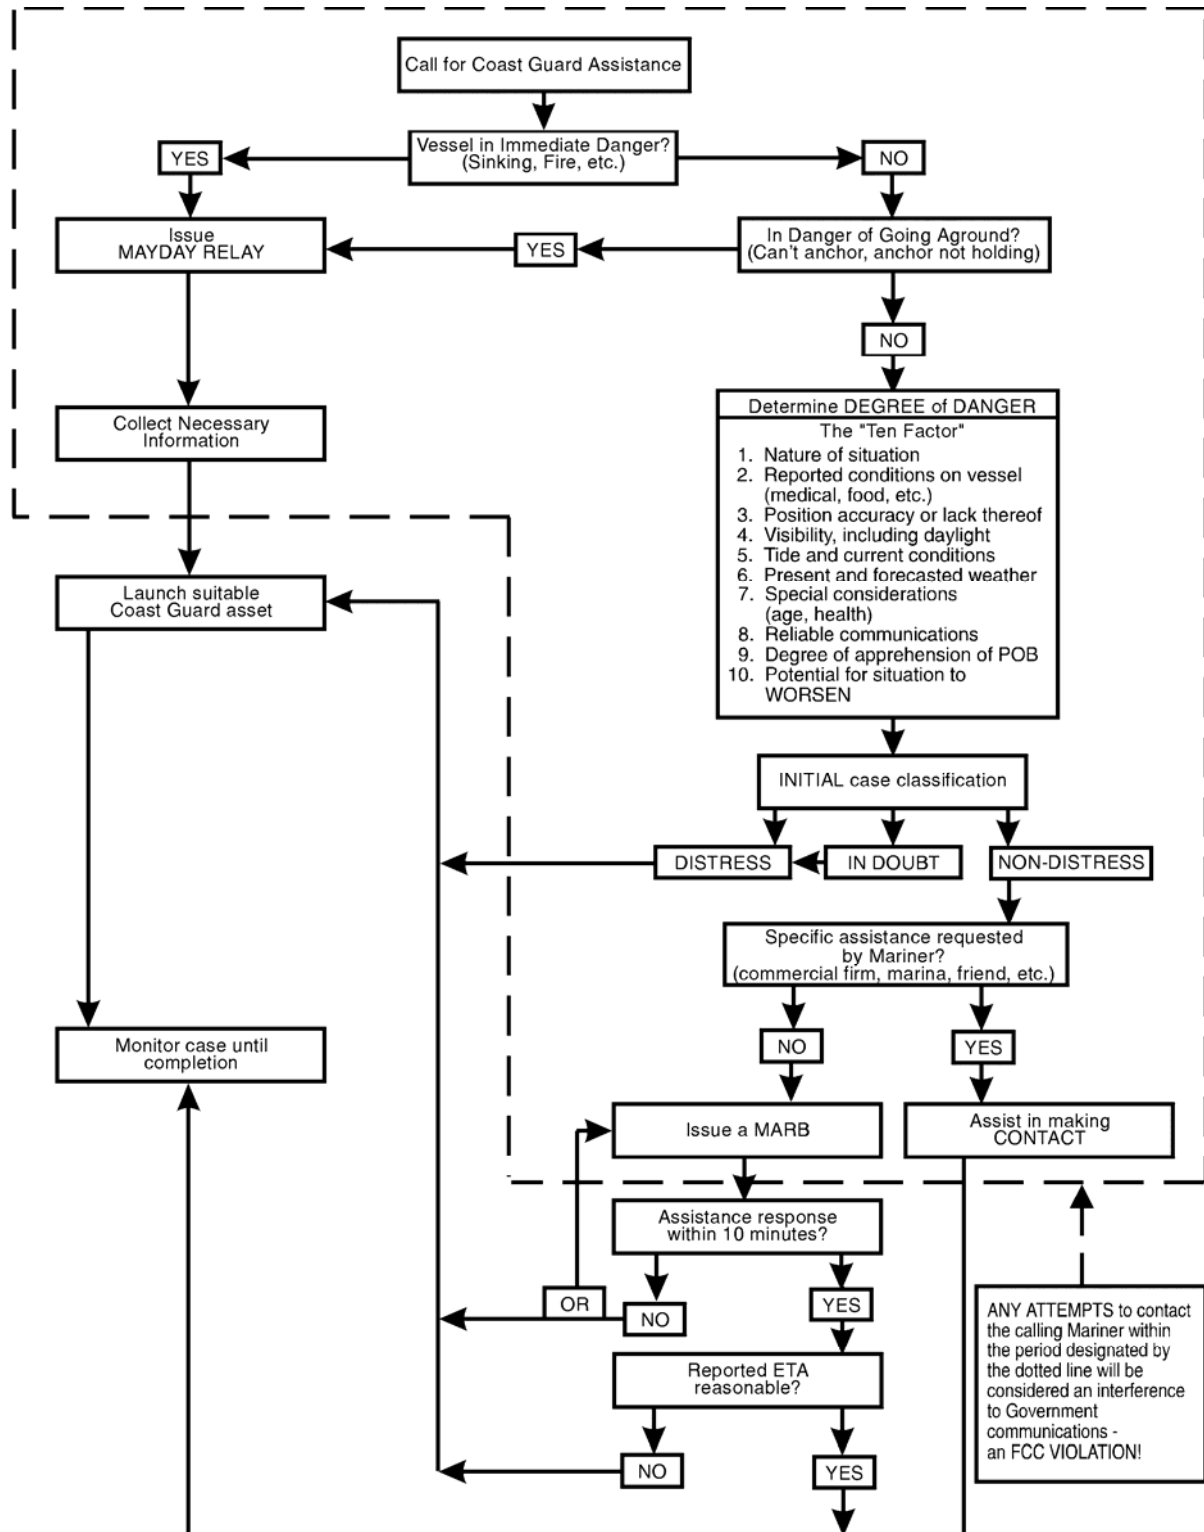 Call for Coast Guard Assistance
Vessel in Immediate Danger?
(Sinking, Fire, etc.)
YES
NO
Issue
MAYDAY RELAY
YES
In Danger of Going Aground?
(Can't anchor, anchor not holding)
NO
Collect Necessary
Information
Determine DEGREE of DANGER
The "Ten Factor"
1. Nature of situation
2. Reported conditions on vessel
(medical, food, etc.)
3. Position accuracy or lack thereof
4. Visibility, including daylight
5. Tide and current conditions
6. Present and forecasted weather
7. Special considerations
(age, health)
8. Reliable communications
9. Degree of apprehension of POB
10. Potential for situation to
WORSEN
Launch suitable
Coast Guard asset
INITIAL case classification
DISTRESS
IN DOUBT
NON-DISTRESS
Specific assistance requested
by Mariner?
(commercial firm, marina, friend, etc.)
NO
YES
Monitor case until
completion
Issue a MARB
Assist in making
CONTACT
Assistance response
within 10 minutes?
OR
NO
YES
Reported ETA
reasonable?
NO
YES
ANY ATTEMPTS to contact
the calling Mariner within
the period designated by
the dotted line will be
considered an interference
to Government
communications -
an FCC VIOLATION!